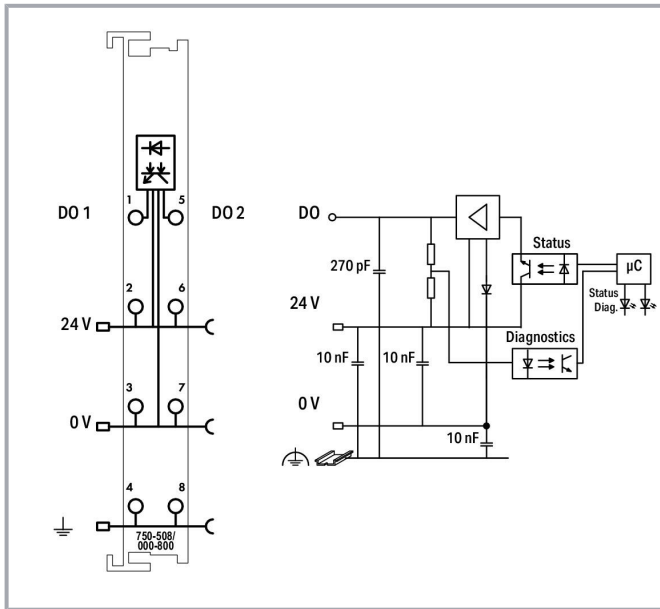 1
5
DO 1
DO 2
2
6
24 V
3
7
0 V
4
8
750-508/
000-800
DO
270 pF
Status
µC
Status
Diag.
24 V
Diagnostics
10 nF
10 nF
0 V
10 nF